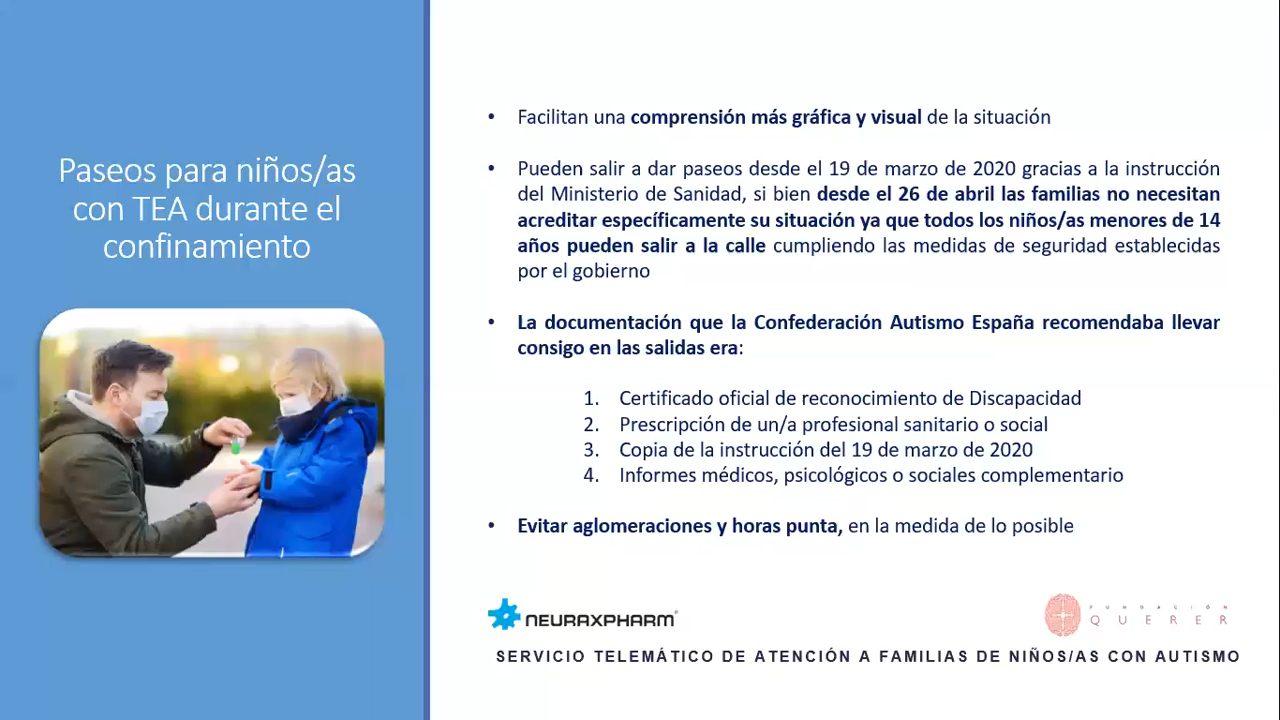 Paseos para niños/as
con TEA durante el
confinamiento
• Facilitan una comprensión más gráfica y visual de la situación
• Pueden salir a dar paseos desde el 19 de marzo de 2020 gracias a la instrucción
del Ministerio de Sanidad, si bien desde el 26 de abril las familias no necesitan
acreditar específicamente su situación ya que todos los niños/as menores de 14
años pueden salir a la calle cumpliendo las medidas de seguridad establecidas
por el gobierno
• La documentación que la Confederación Autismo España recomendaba llevar
consigo en las salidas era:
1. Certificado oficial de reconocimiento de Discapacidad
2. Prescripción de un/a profesional sanitario o social
3. Copia de la instrucción del 19 de marzo de 2020
4. Informes médicos, psicológicos o sociales complementario
• Evitar aglomeraciones y horas punta, en la medida de lo posible
NEURAXPHARM®
FUNDACIÓN
QUERER
SERVICIO TELEMÁTICO DE ATENCIÓN A FAMILIAS DE NIÑOS/AS CON AUTISMO